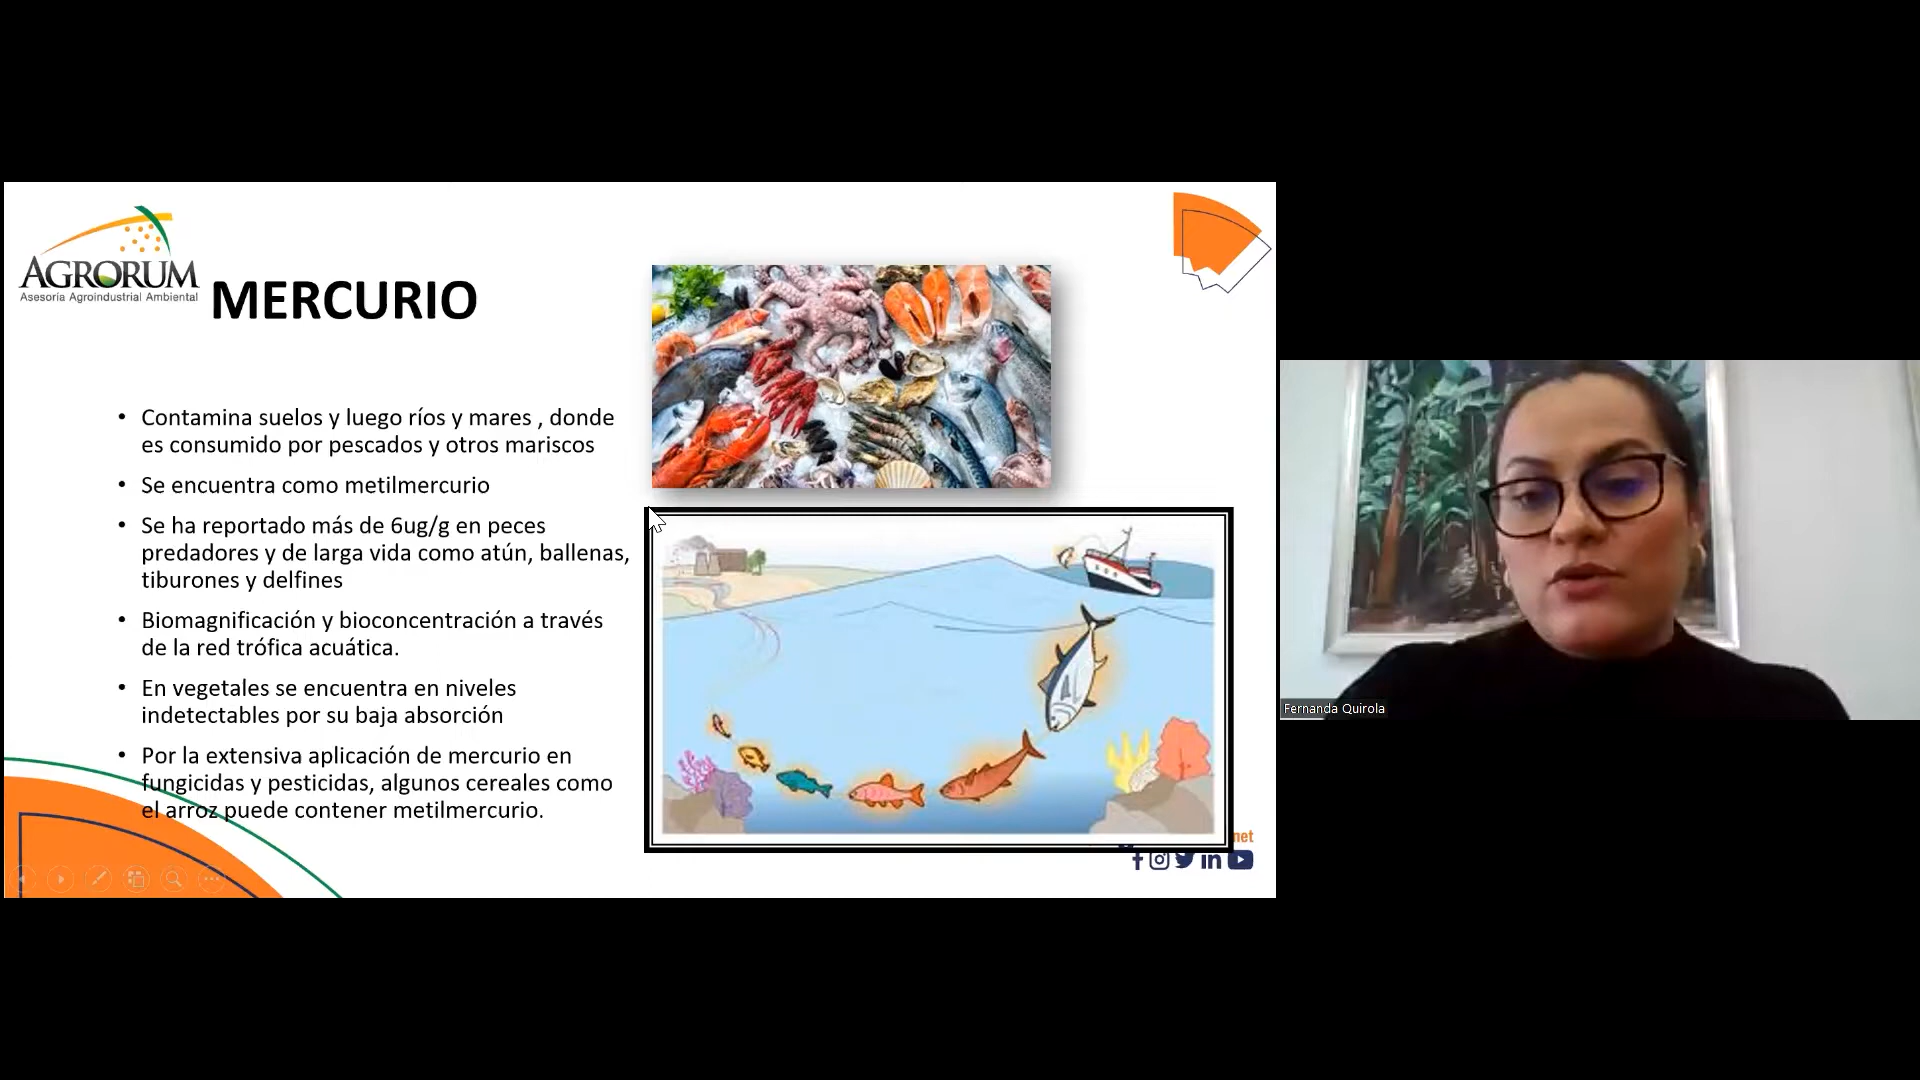 AGRORUM
Asesoría Agroindustrial Ambiental
MERCURIO
• Contamina suelos y luego ríos y mares , donde
es consumido por pescados y otros mariscos
• Se encuentra como metilmercurio
• Se ha reportado más de 6ug/g en peces
predadores y de larga vida como atún, ballenas,
tiburones y delfines
• Biomagnificación y bioconcentración a través
de la red trófica acuática.
• En vegetales se encuentra en niveles
indetectables por su baja absorción
• Por la extensiva aplicación de mercurio en
fungicidas y pesticidas, algunos cereales como
el arroz puede contener metilmercurio.
net
Fernanda Quirola